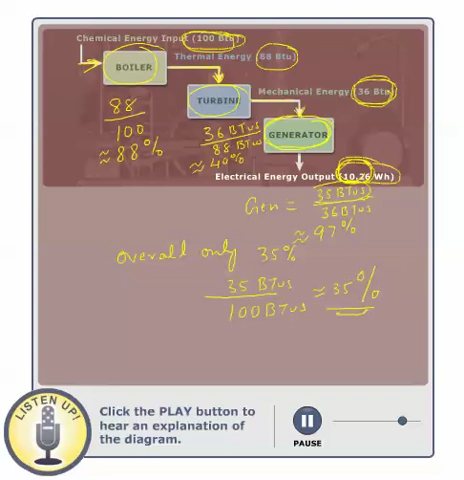 Chemical Energy Input (100 Btu)
Thermal Energy (88 Btu)
BOILER
Mechanical Energy (36 Btu)
TURBINE
GENERATOR
88
100
≈88%
36 BTUs
88 BTUs
≈ 40%
Electrical Energy Output (10.26 Wh)
Gen = 35 BTUs
36 BTUs
≈97%
overall only 35%
35 BTUs
100 BTUs
≈ 35%
LISTEN UP!
Click the PLAY button to
hear an explanation of
the diagram.
PAUSE